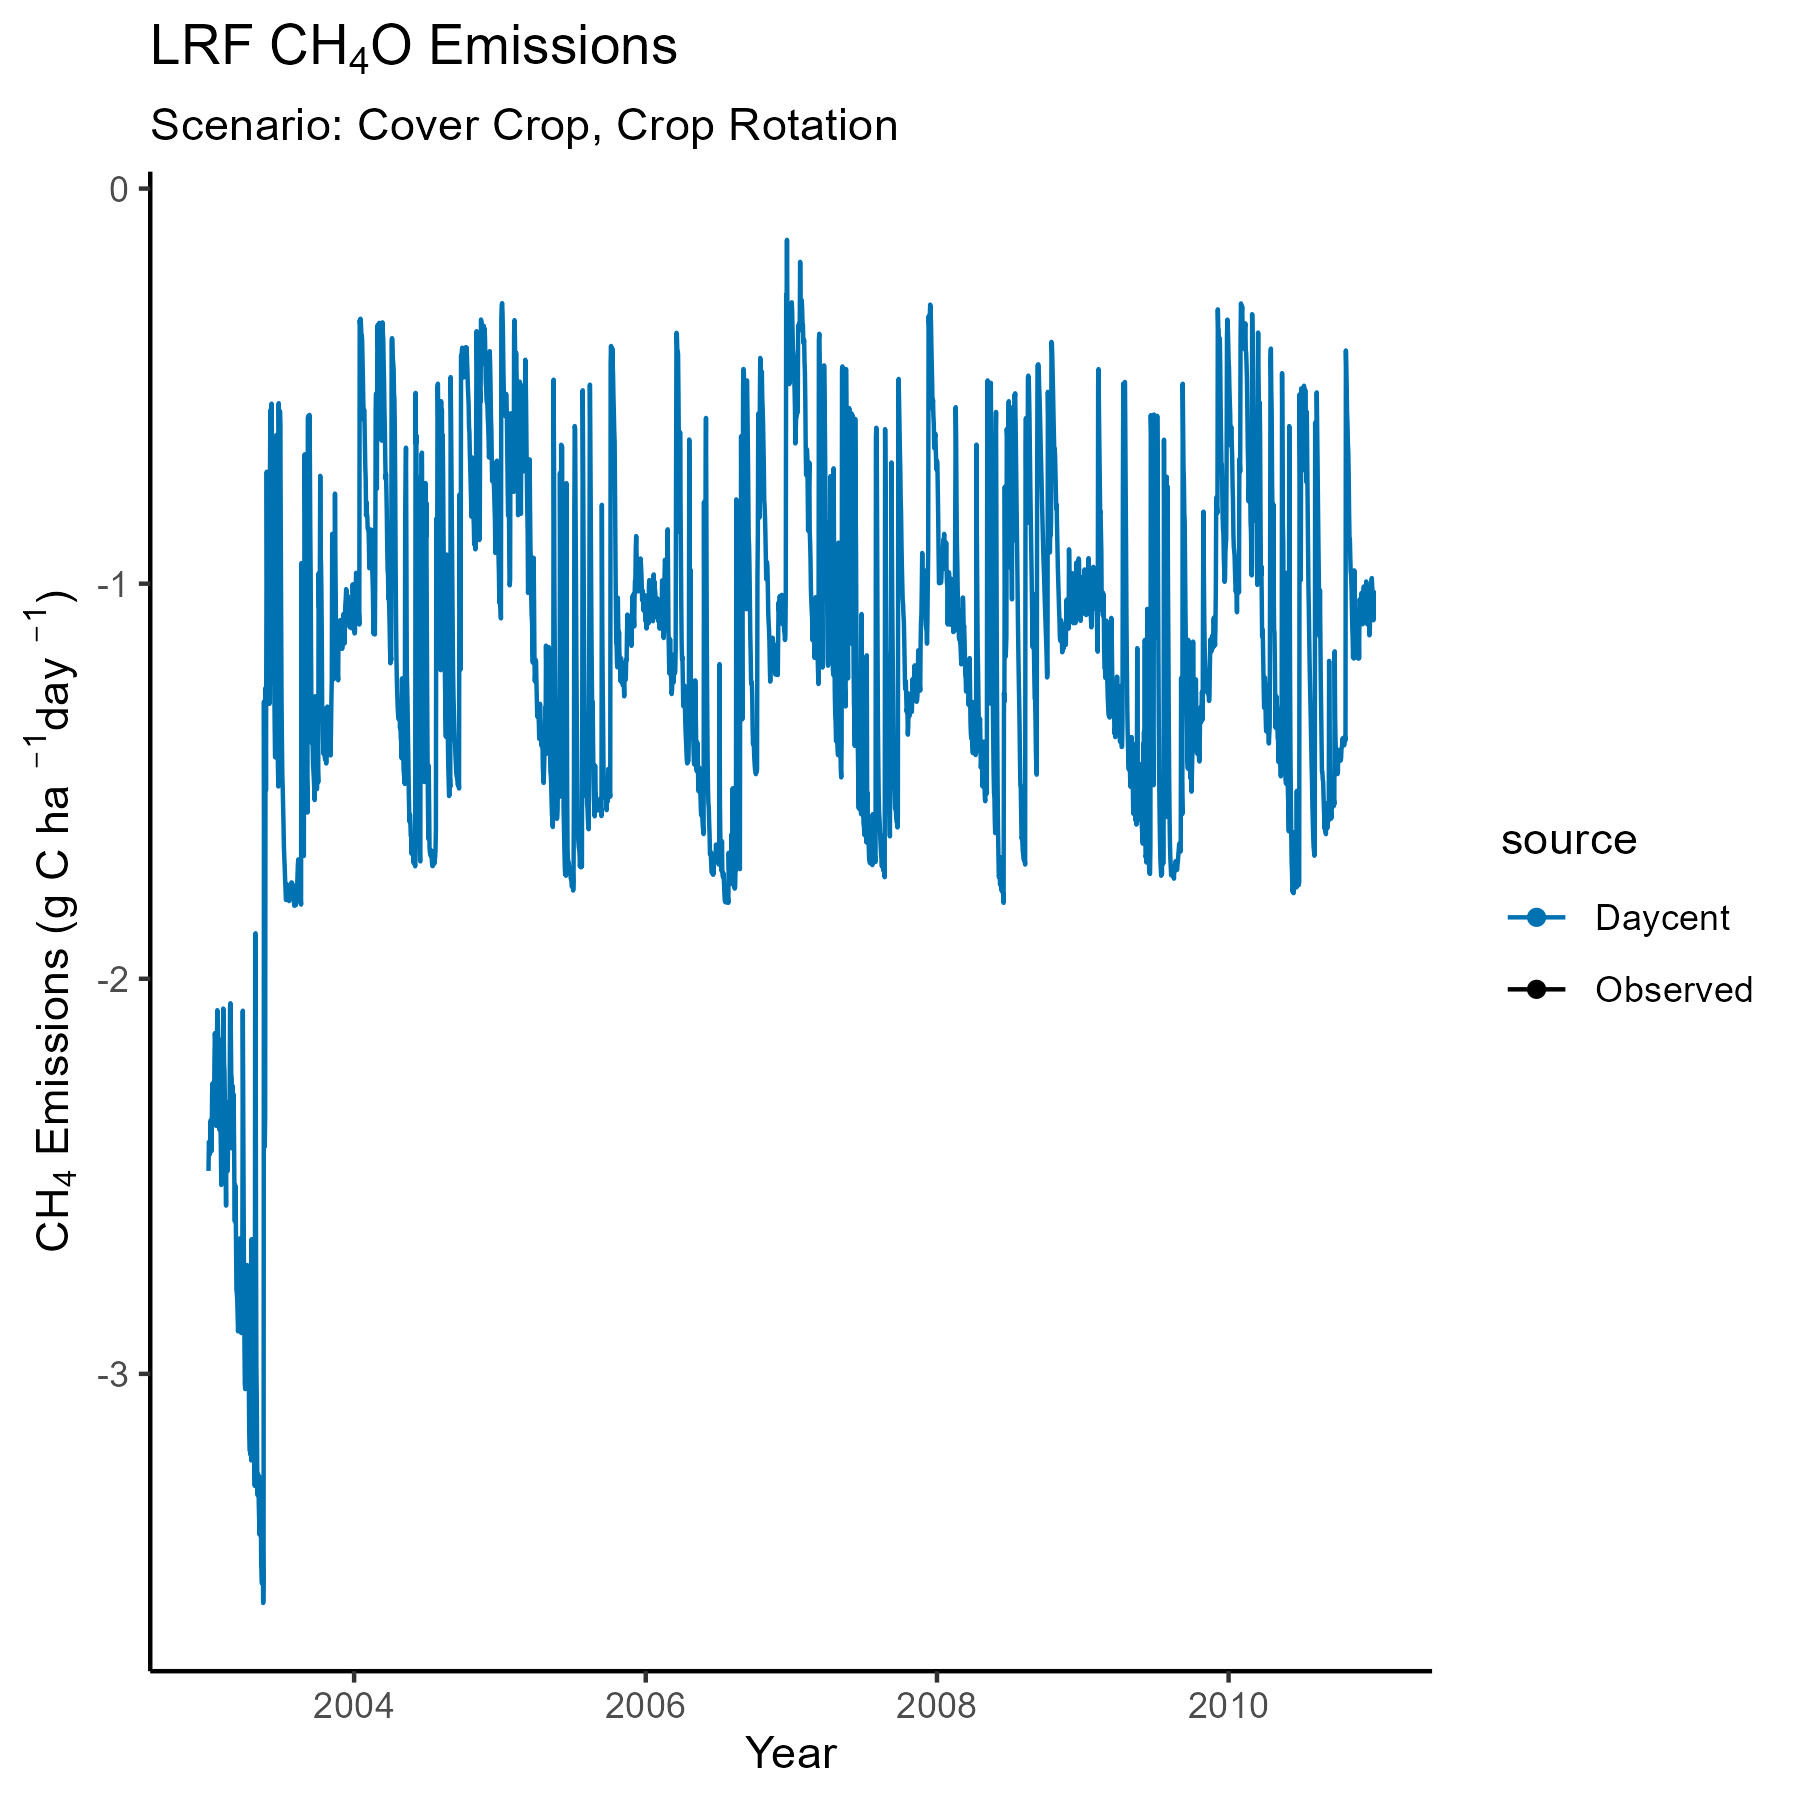 LRF CH₄O Emissions
Scenario: Cover Crop, Crop Rotation
CH₄ Emissions (g C ha ⁻¹day ⁻¹)
0
-1
-2
-3
2004 2006 2008 2010
Year
source
Daycent
Observed